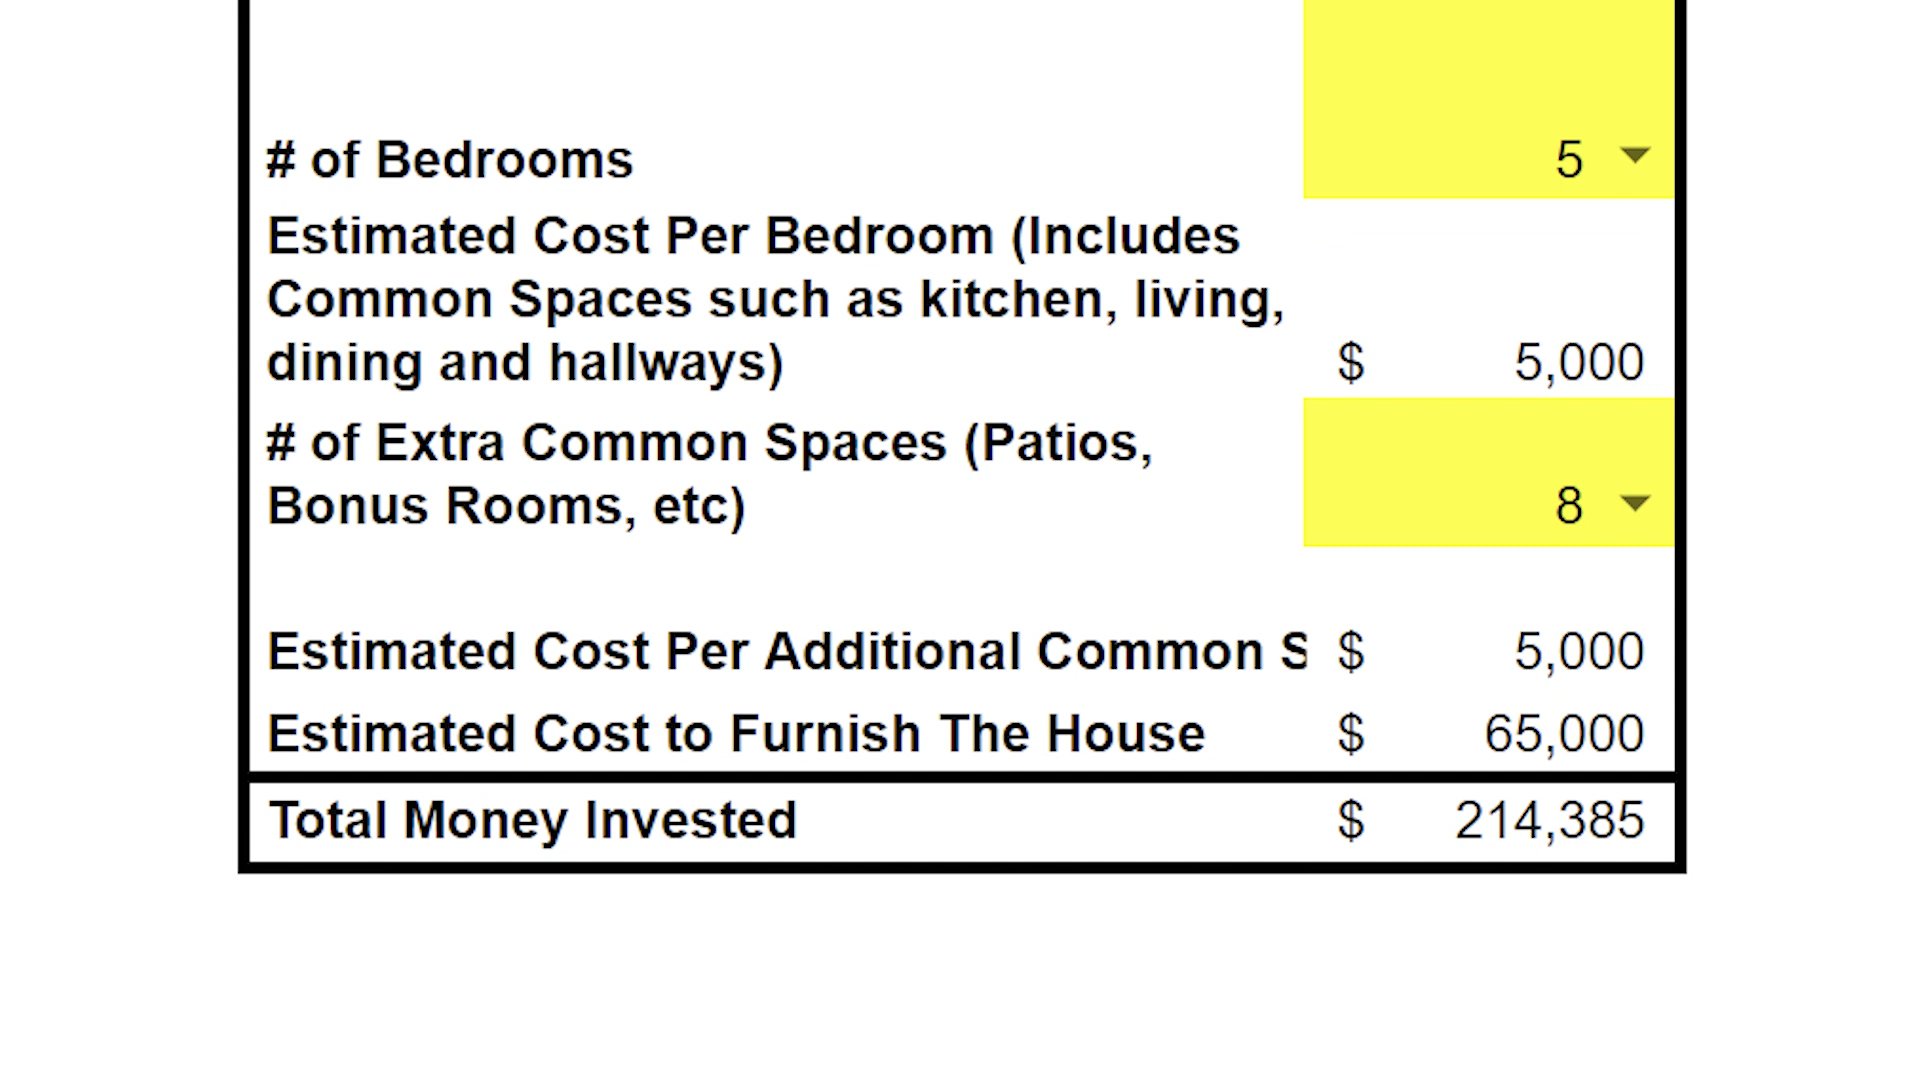 # of Bedrooms 5
Estimated Cost Per Bedroom (Includes
Common Spaces such as kitchen, living,
dining and hallways) $ 5,000
# of Extra Common Spaces (Patios,
Bonus Rooms, etc) 8
Estimated Cost Per Additional Common S $ 5,000
Estimated Cost to Furnish The House $ 65,000
Total Money Invested $ 214,385